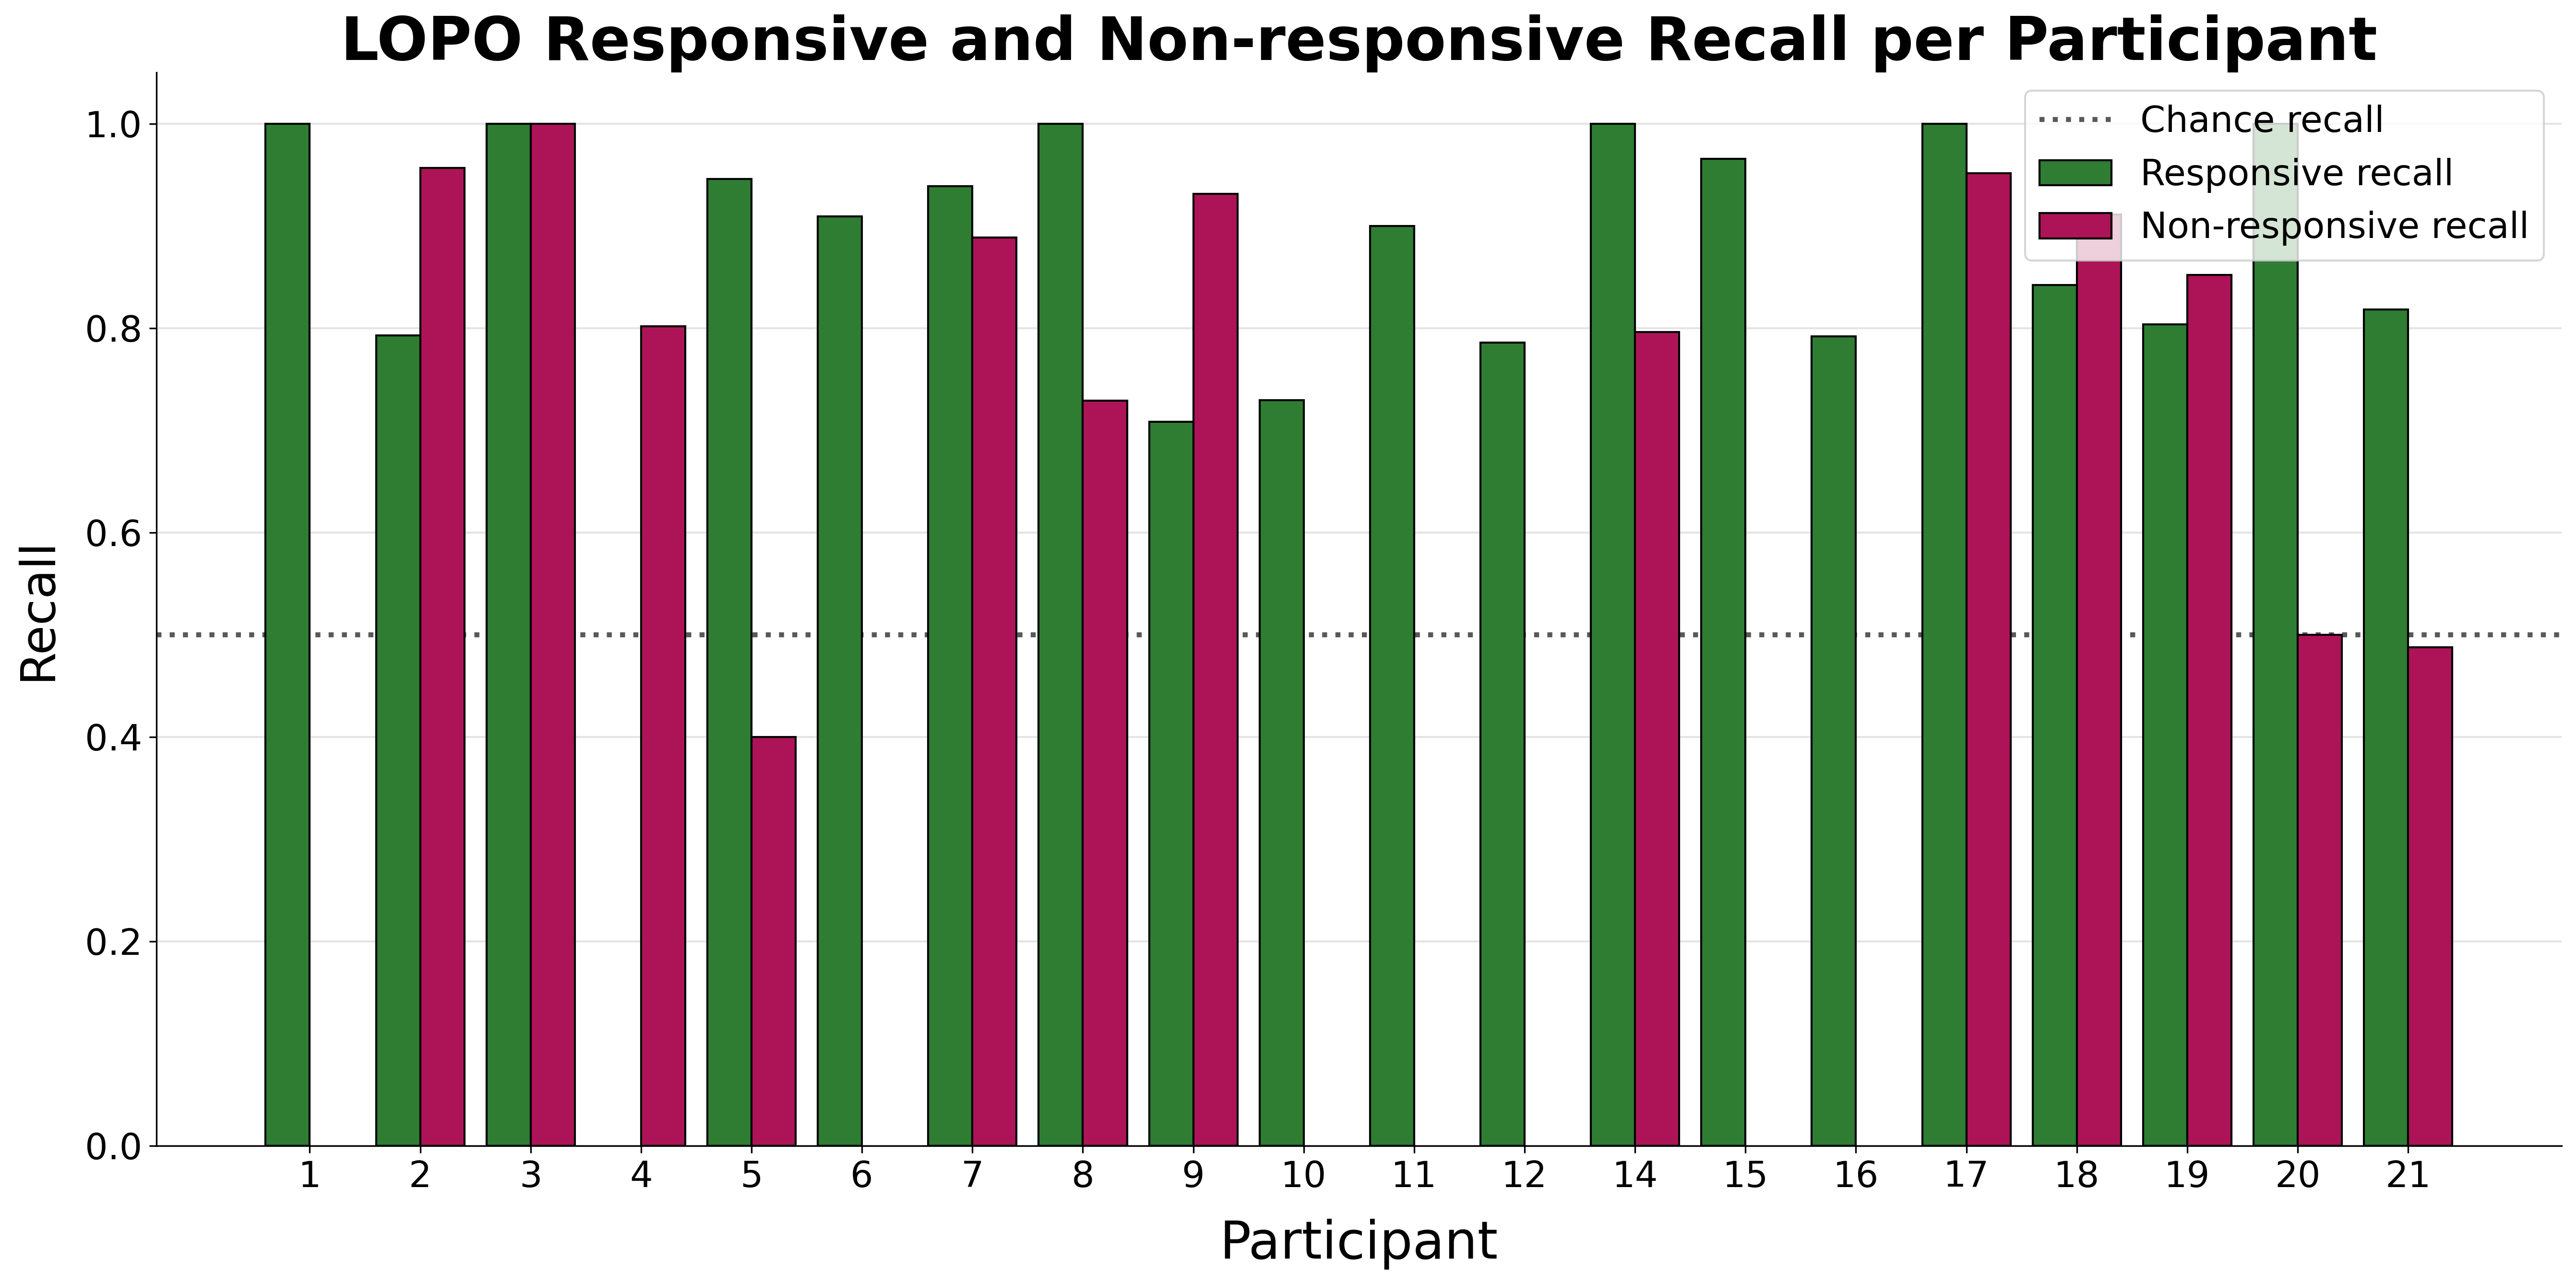 LOPO Responsive and Non-responsive Recall per Participant
Chance recall
Responsive recall
Non-responsive recall
Recall
1.0
0.8
0.6
0.4
0.2
0.0
1 2 3 4 5 6 7 8 9 10 11 12 14 15 16 17 18 19 20 21
Participant